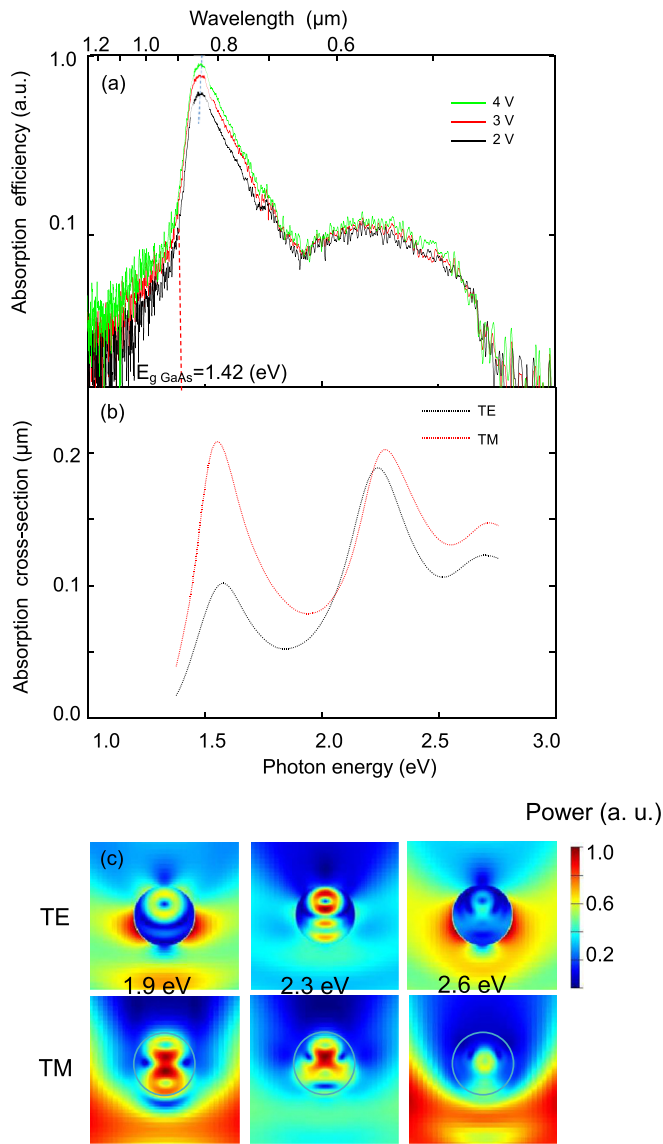 Wavelength (µm)
1.2 1.0 0.8 0.6
(a)
1.0
0.1
Absorption efficiency (a.u.)
4 V
3 V
2 V
E g GaAs=1.42 (eV)
(b)
TE
TM
0.2
0.1
0.0
Absorption cross-section (µm)
1.0 1.5 2.0 2.5 3.0
Photon energy (eV)
Power (a. u.)
(c)
1.0
0.6
0.2
TE
1.9 eV 2.3 eV 2.6 eV
TM